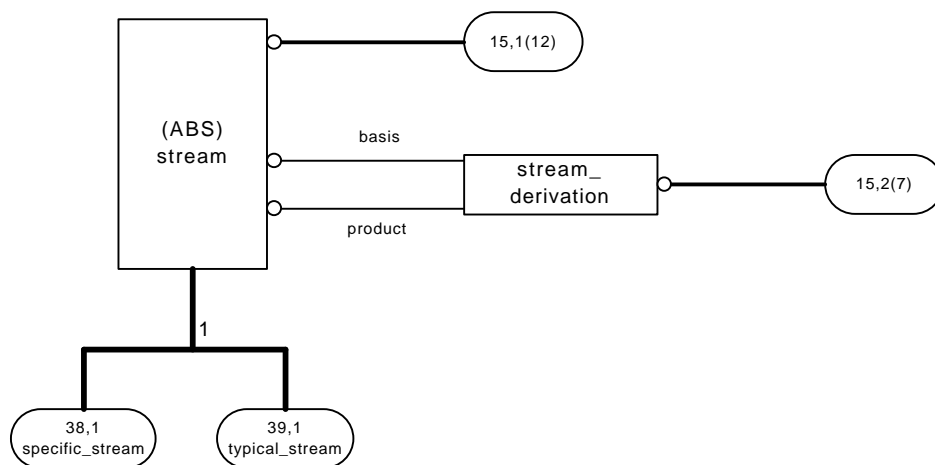 15,1(12)
(ABS)
stream
basis
stream_
derivation
15,2(7)
product
1
38,1
specific_stream
39,1
typical_stream